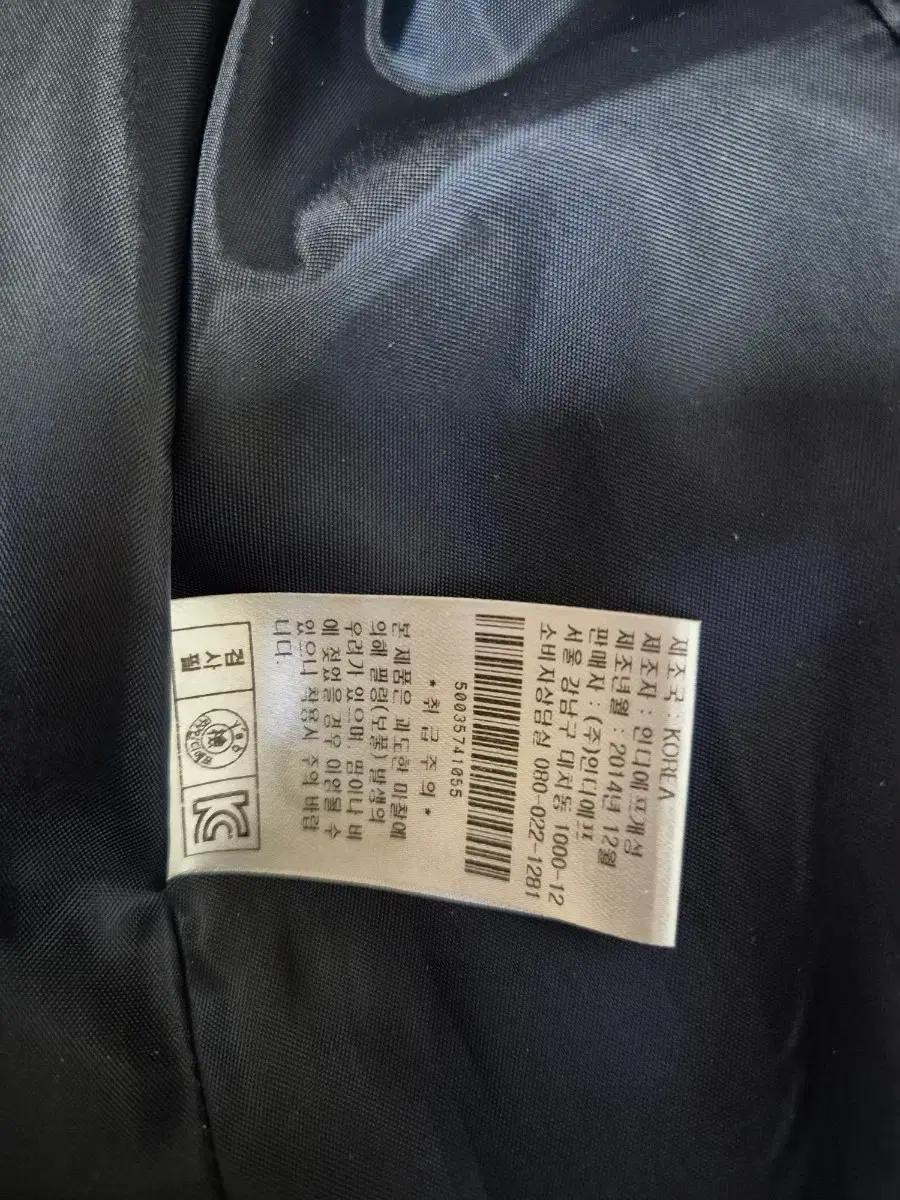 제조국 : KOREA
제조자 : 인디에프개성
제조년월 : 2014년 12월
판매자 : (주)인디에프
서울 강남구 대치동 1000-12
소비자상담실 080-022-1281
50035741055
* 취 급 주 의 *
본 제품은 과도한 마찰에
의해 필링(보풀) 발생의
우려가 있으며, 땀이나 비
에 젖었을 경우 이염될 수
있으니 착용시 주의 바랍
니다.
검사
필
檢
KC